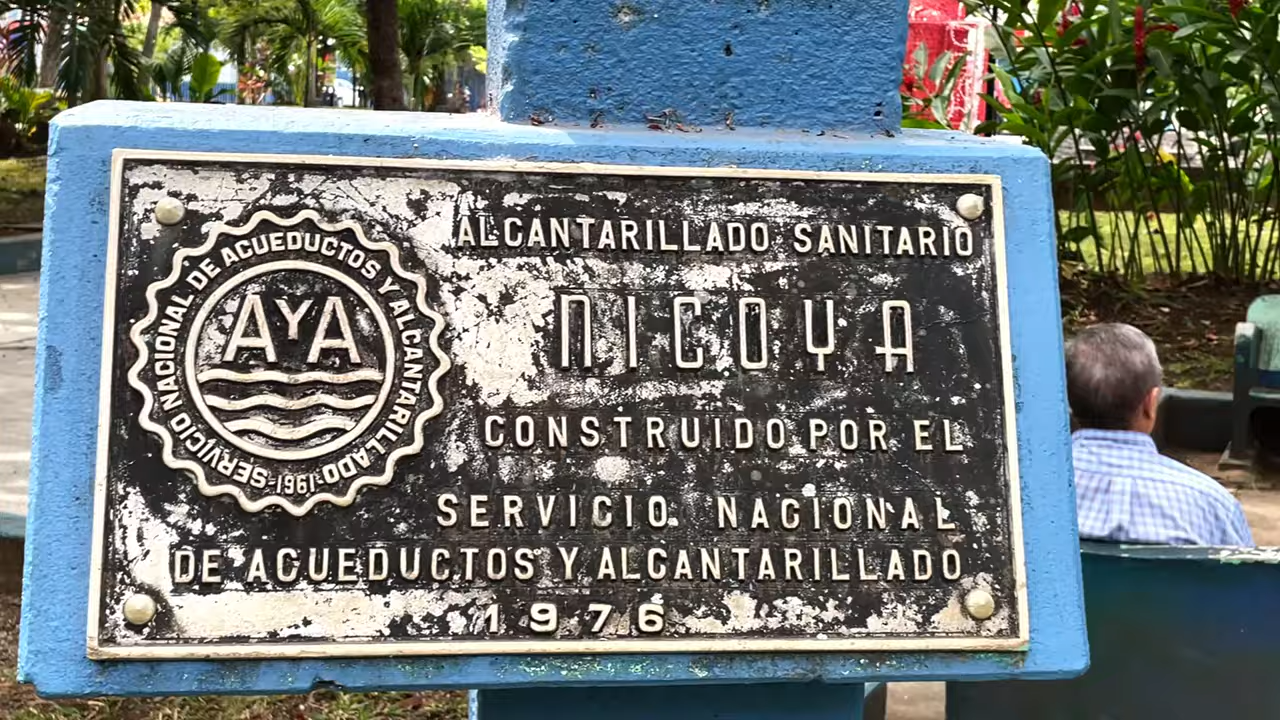 SERVICIO NACIONAL DE ACUEDUCTOS Y ALCANTARILLADO
1961
AYA
ALCANTARILLADO SANITARIO
NICOYA
CONSTRUIDO POR EL
SERVICIO NACIONAL
DE ACUEDUCTOS Y ALCANTARILLADO
1976